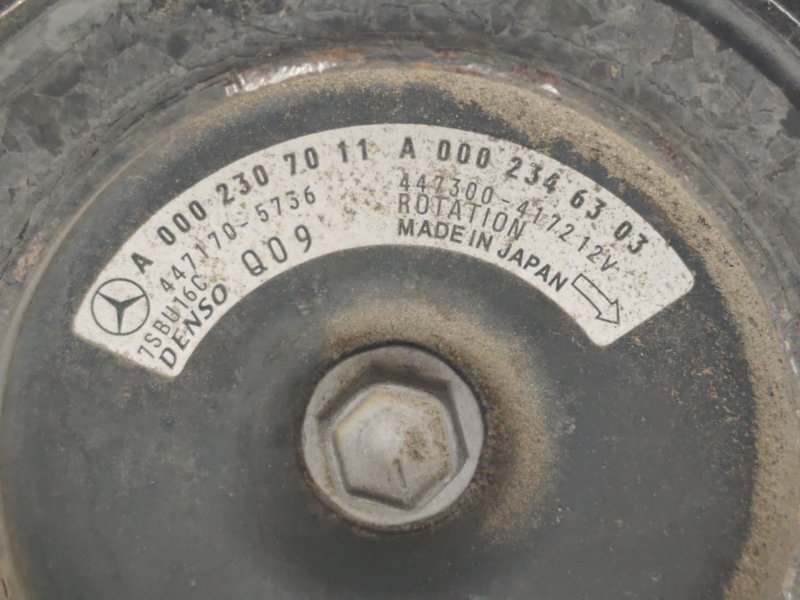 A 000 230 70 11 A 000 234 63 03
447170-5736 447300-4172 12V
7SBU16C ROTATION
DENSO Q09 MADE IN JAPAN